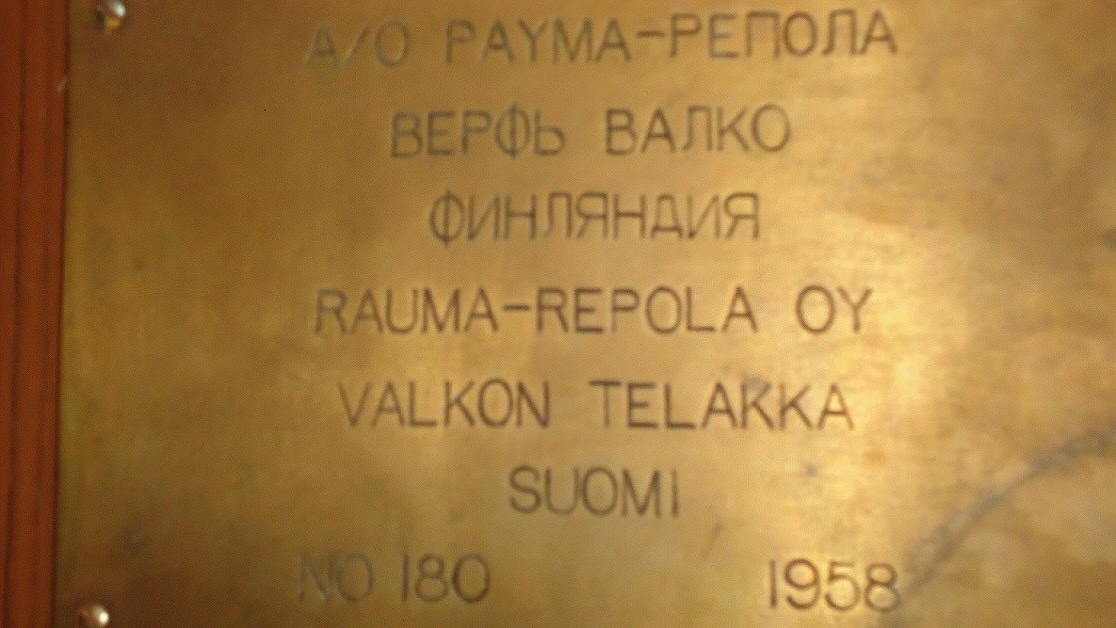 А/О РАУМА-РЕПОЛА
ВЕРФЬ ВАЛКО
ФИНЛЯНДИЯ
RAUMA-REPOLA OY
VALKON TELAKKA
SUOMI
NO 180 1958